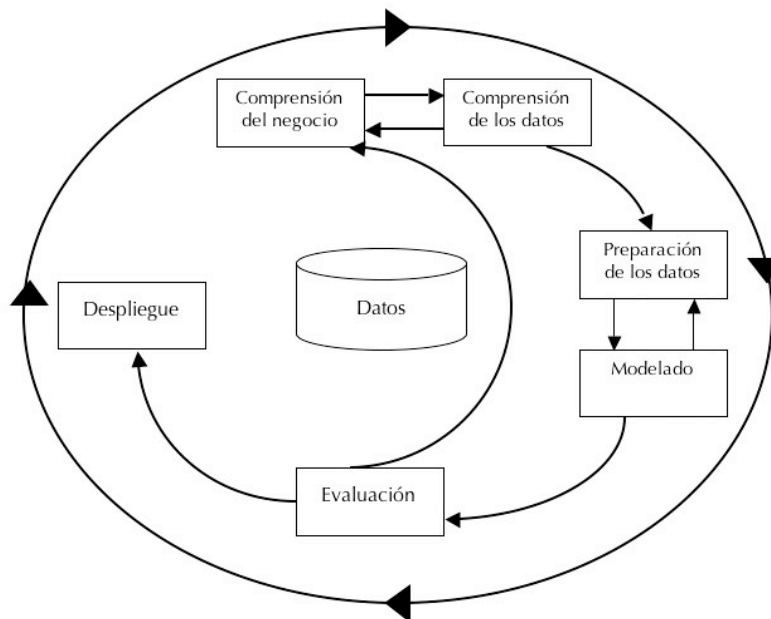 Comprensión
del negocio
Comprensión
de los datos
Preparación
de los datos
Despliegue
Datos
Modelado
Evaluación